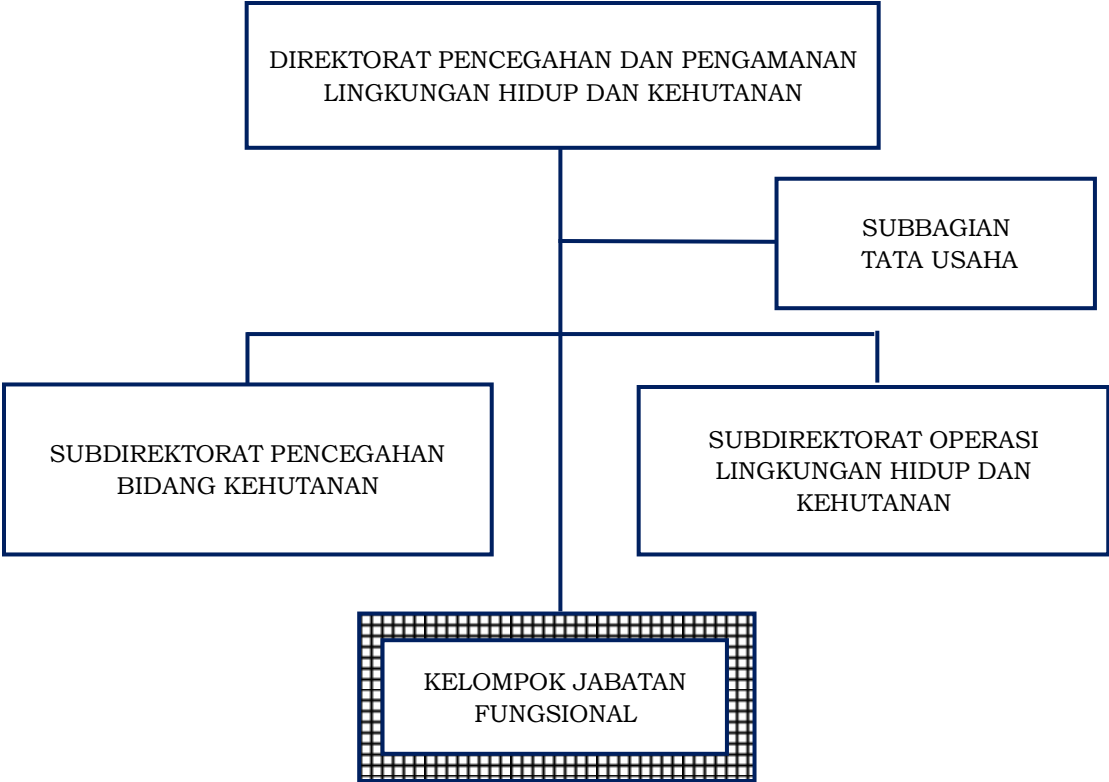 DIREKTORAT PENCEGAHAN DAN PENGAMANAN
LINGKUNGAN HIDUP DAN KEHUTANAN
SUBBAGIAN
TATA USAHA
SUBDIREKTORAT PENCEGAHAN
BIDANG KEHUTANAN
SUBDIREKTORAT OPERASI
LINGKUNGAN HIDUP DAN
KEHUTANAN
KELOMPOK JABATAN
FUNGSIONAL